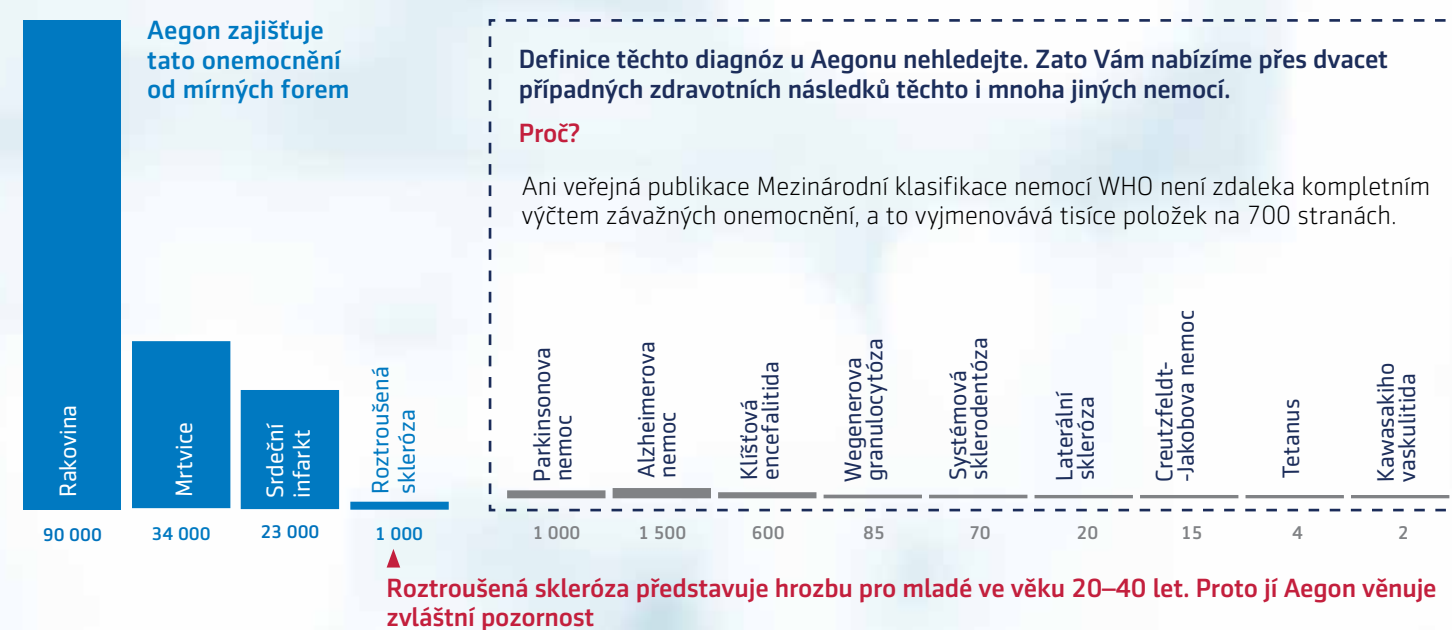 Aegon zajišťuje
tato onemocnění
od mírných forem
Definice těchto diagnóz u Aegonu nehledejte. Zato Vám nabízíme přes dvacet
případných zdravotních následků těchto i mnoha jiných nemocí.
Proč?
Ani veřejná publikace Mezinárodní klasifikace nemocí WHO není zdaleka kompletním
výčtem závažných onemocnění, a to vyjmenovává tisíce položek na 700 stranách.
Rakovina
Mrtvice
Srdeční
infarkt
Roztroušená
skleróza
Parkinsonova
nemoc
Alzheimerova
nemoc
Klíšťová
encefalitida
Wegenerova
granulocytóza
Systémová
sklerodentóza
Laterální
skleróza
Creutzfeldt-
-Jakobova nemoc
Tetanus
Kawasakiho
vaskulitida
90 000 34 000 23 000 1 000 1 000 1 500 600 85 70 20 15 4 2
Roztroušená skleróza představuje hrozbu pro mladé ve věku 20–40 let. Proto jí Aegon věnuje
zvláštní pozornost